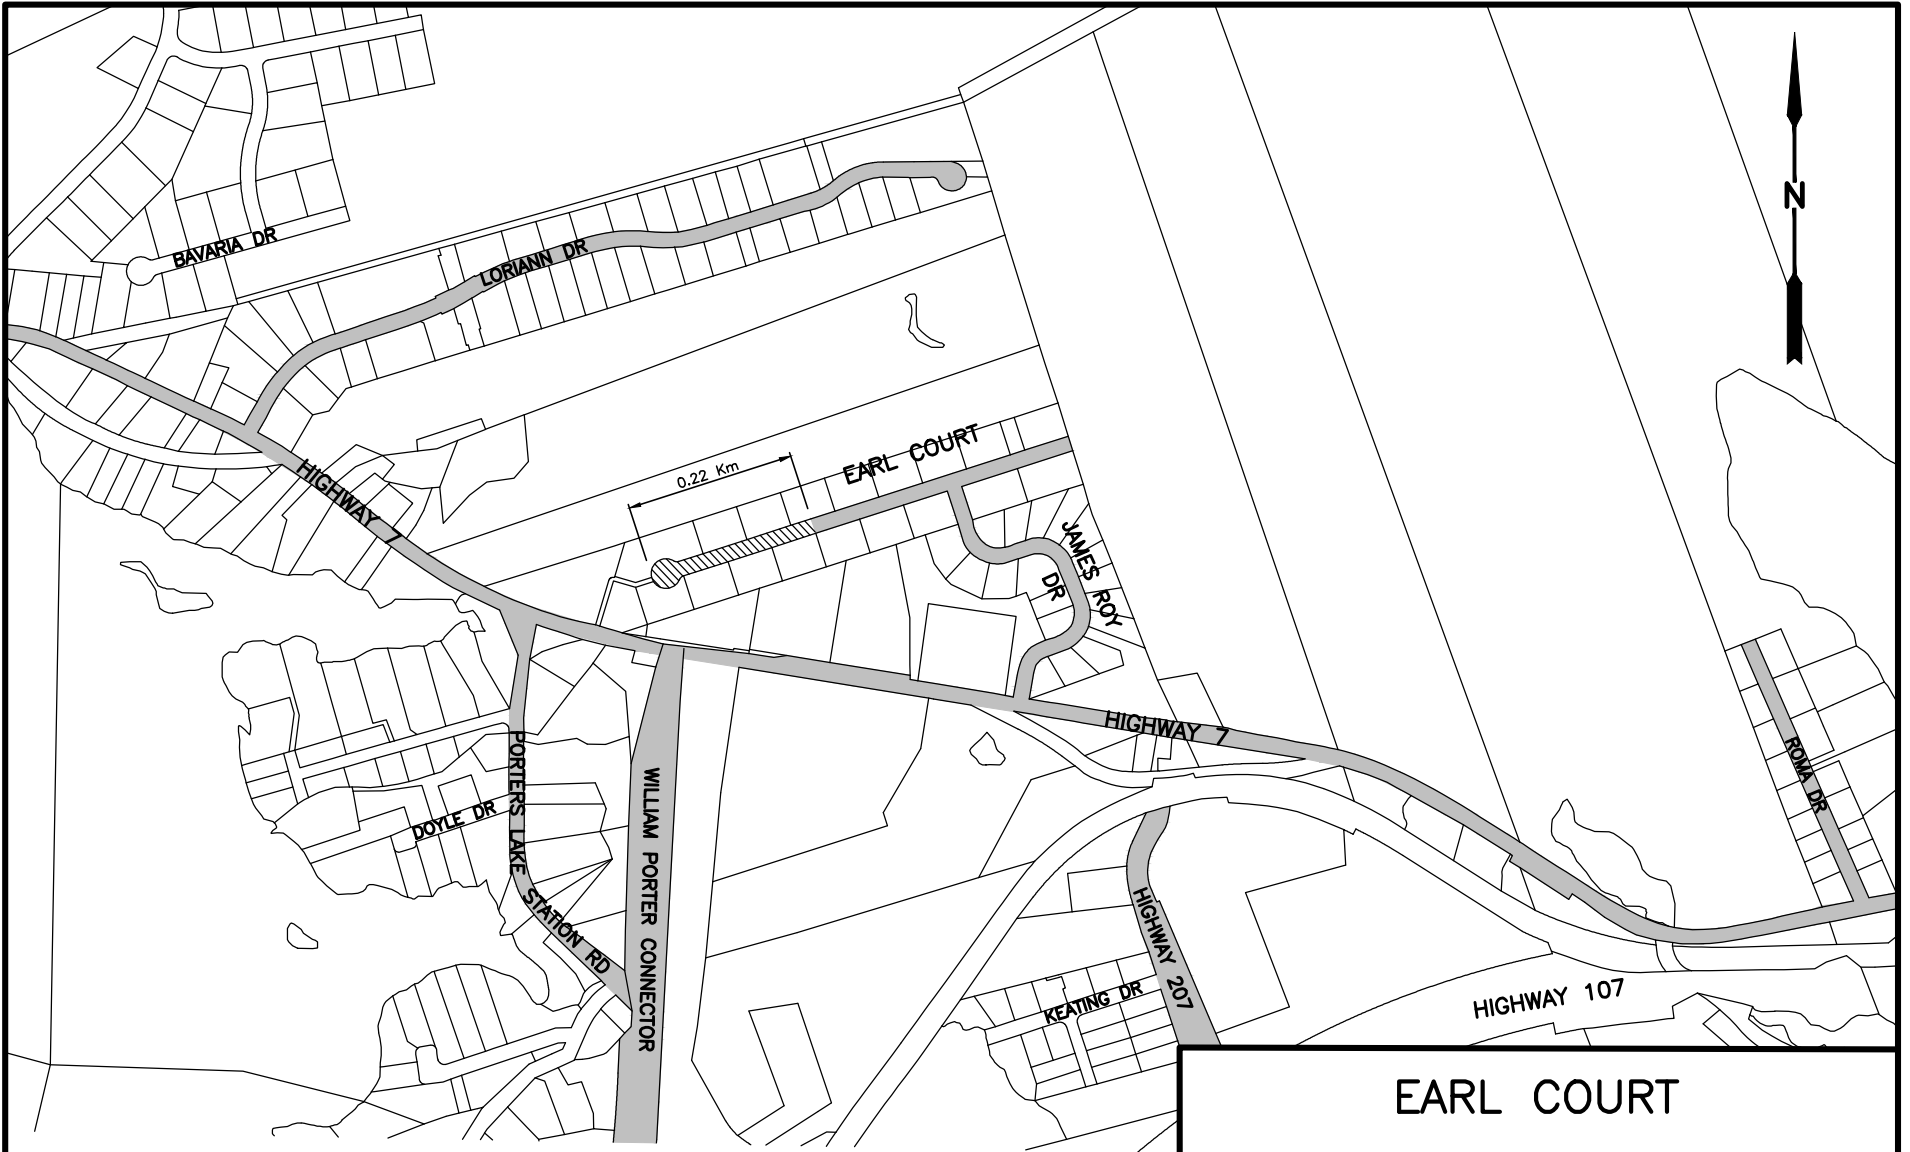 N
BAVARIA DR
LORIANN DR
EARL COURT
0.22 Km
HIGHWAY 7
JAMES ROY
DR
HIGHWAY 7
ROMA DR
PORTERS LAKE STATION RD
DOYLE DR
WILLIAM PORTER CONNECTOR
HIGHWAY 207
KEATING DR
HIGHWAY 107
EARL COURT